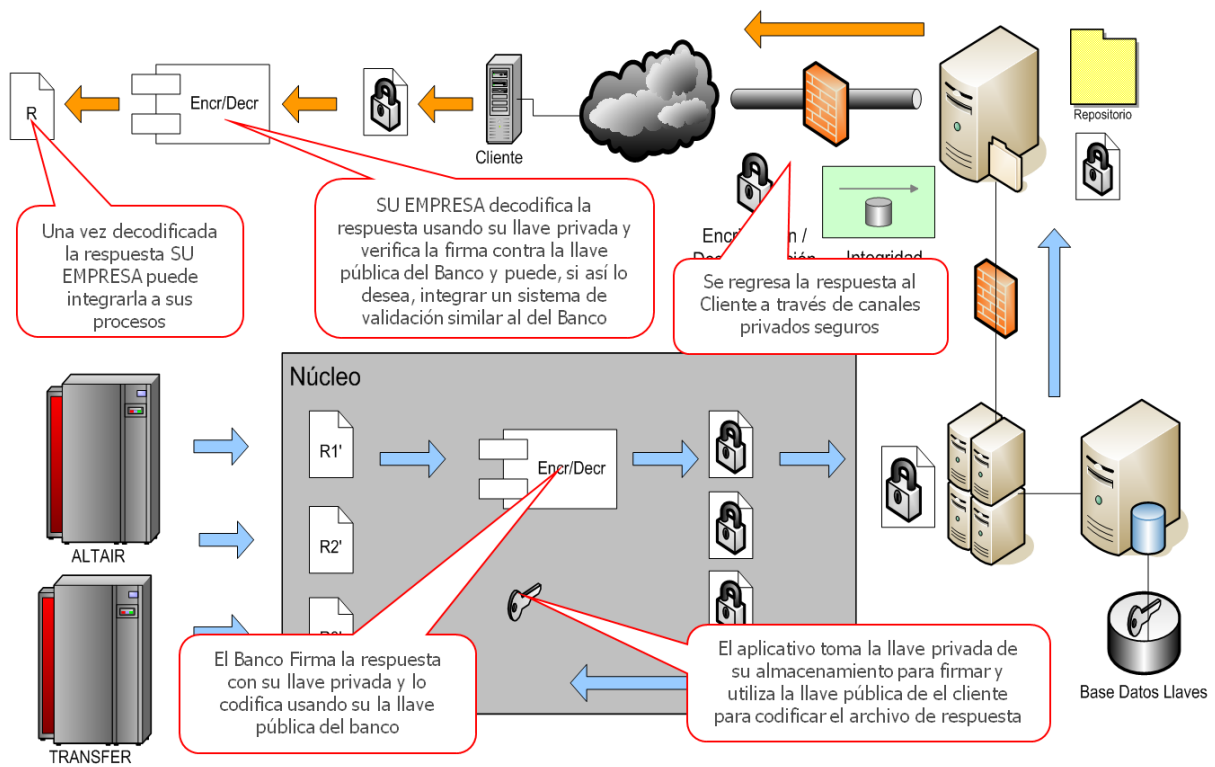 R
Encr/Decr
Cliente
Repositorio
Una vez decodificada
la respuesta SU
EMPRESA puede
integrarla a sus
procesos
SU EMPRESA decodifica la
respuesta usando su llave privada y
verifica la firma contra la llave
pública del Banco y puede, si así lo
desea, integrar un sistema de
validación similar al del Banco
Se regresa la respuesta al
Cliente a través de canales
privados seguros
Núcleo
R1'
Encr/Decr
R2'
ALTAIR
TRANSFER
El Banco Firma la respuesta
con su llave privada y lo
codifica usando su la llave
pública del banco
El aplicativo toma la llave privada de
su almacenamiento para firmar y
utiliza la llave pública de el cliente
para codificar el archivo de respuesta
Base Datos Llaves